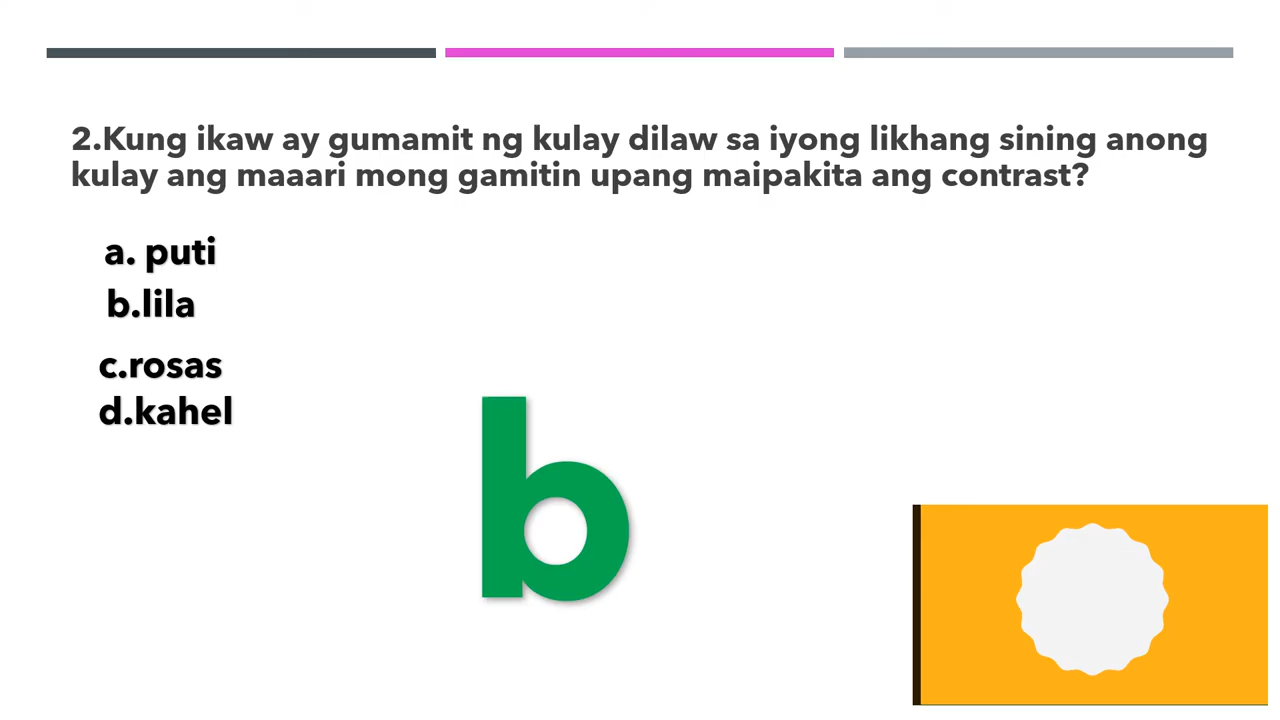 2.Kung ikaw ay gumamit ng kulay dilaw sa iyong likhang sining anong
kulay ang maaari mong gamitin upang maipakita ang contrast?
a. puti
b.lila
c.rosas
d.kahel
b